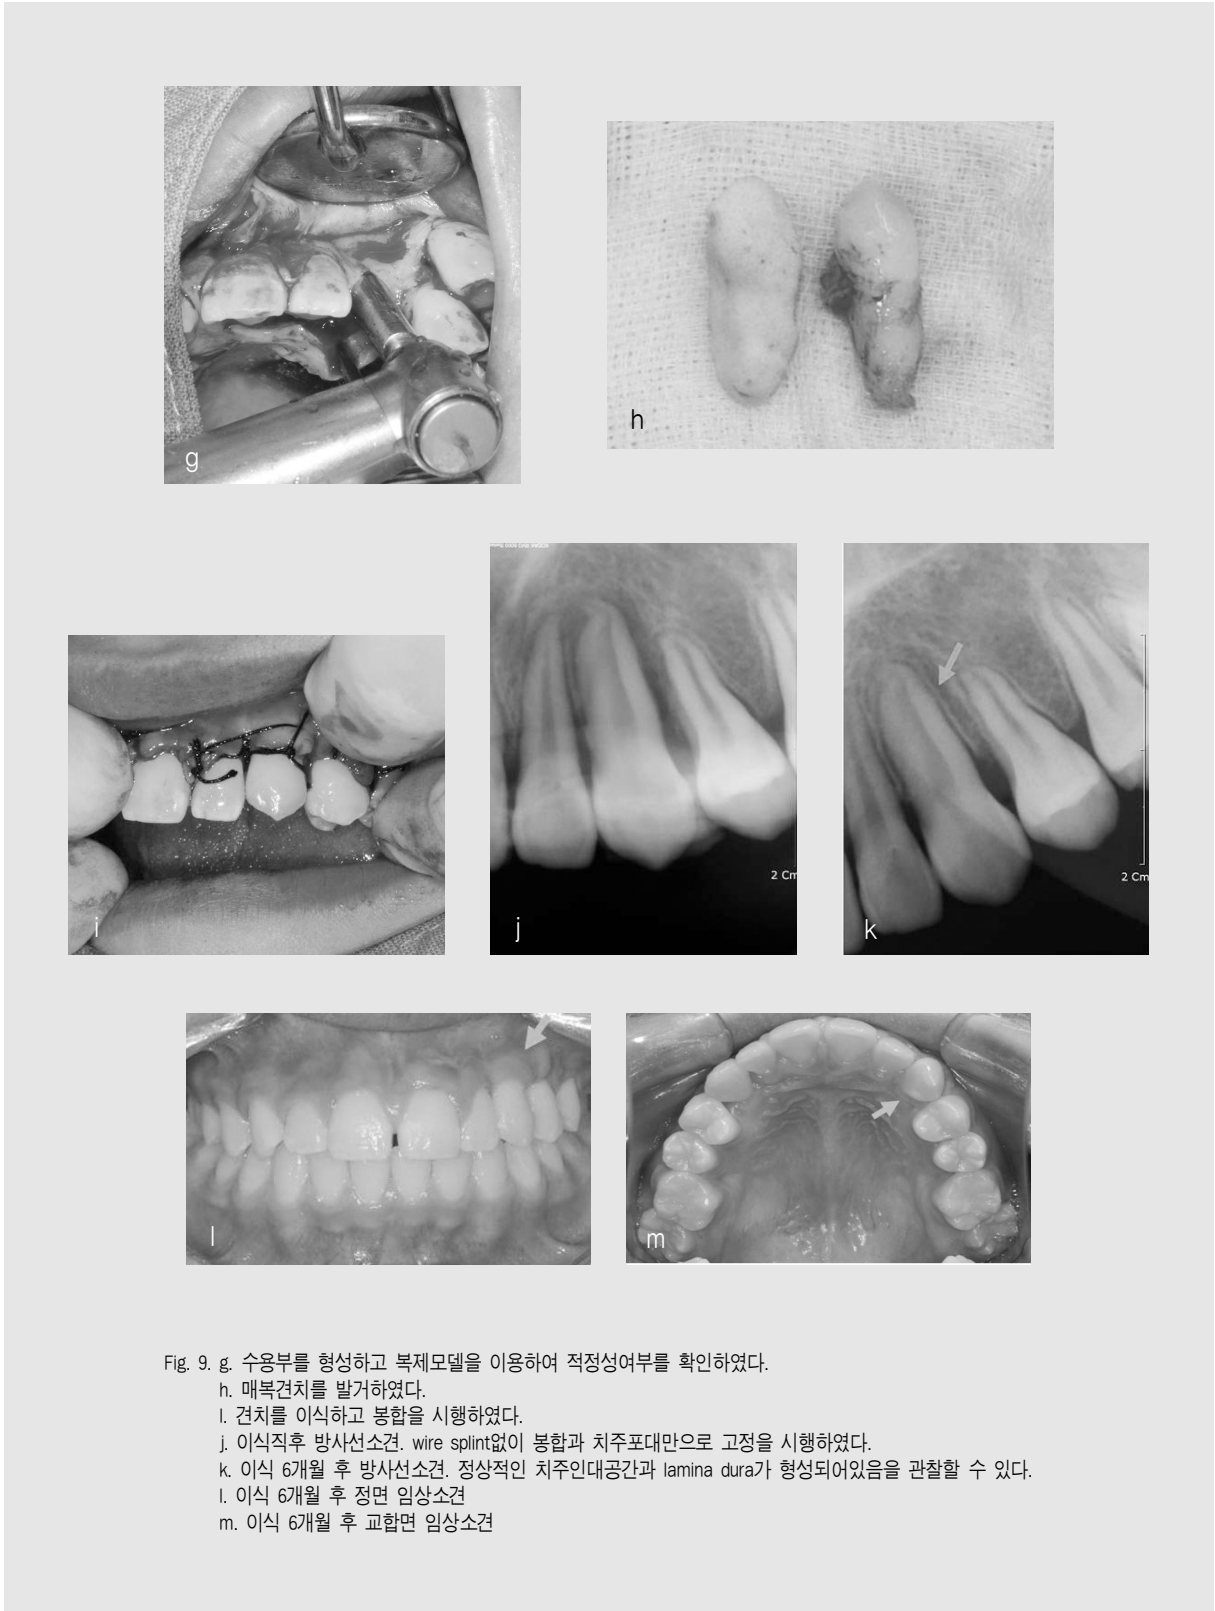 g
h
i
j
2 Cm
k
2 Cm
l
m
Fig. 9. g. 수용부를 형성하고 복제모델을 이용하여 적정성여부를 확인하였다.
h. 매복견치를 발거하였다.
I. 견치를 이식하고 봉합을 시행하였다.
j. 이식직후 방사선소견. wire splint없이 봉합과 치주포대만으로 고정을 시행하였다.
k. 이식 6개월 후 방사선소견. 정상적인 치주인대공간과 lamina dura가 형성되어있음을 관찰할 수 있다.
l. 이식 6개월 후 정면 임상소견
m. 이식 6개월 후 교합면 임상소견